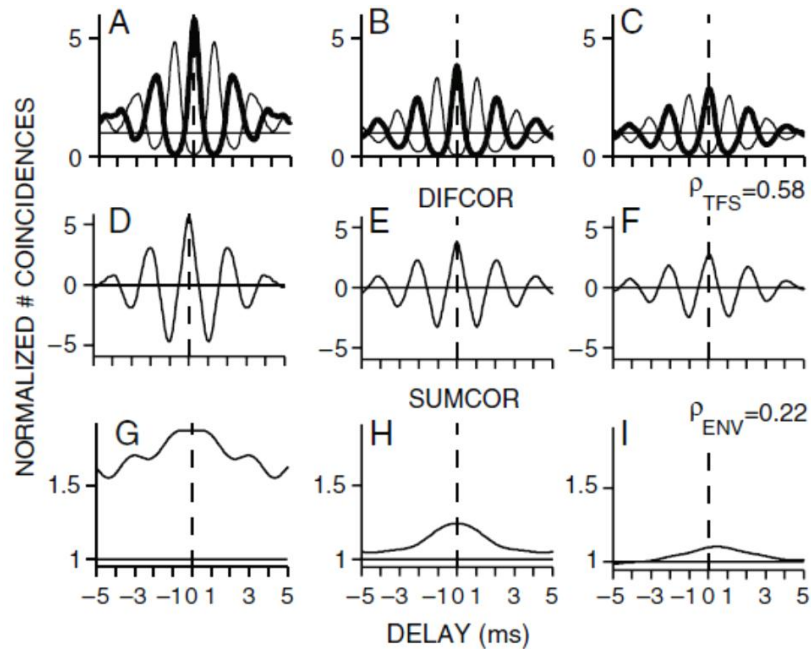 A
B
C
5
5
5
0
0
0
DIFCOR
ρTFS=0.58
D
E
F
5
5
5
0
0
0
−5
−5
−5
SUMCOR
ρENV=0.22
G
H
I
1.5
1.5
1.5
1
1
1
−5 −3 −1 0 1 3 5
−5 −3 −1 0 1 3 5
−5 −3 −1 0 1 3 5
DELAY (ms)
NORMALIZED # COINCIDENCES